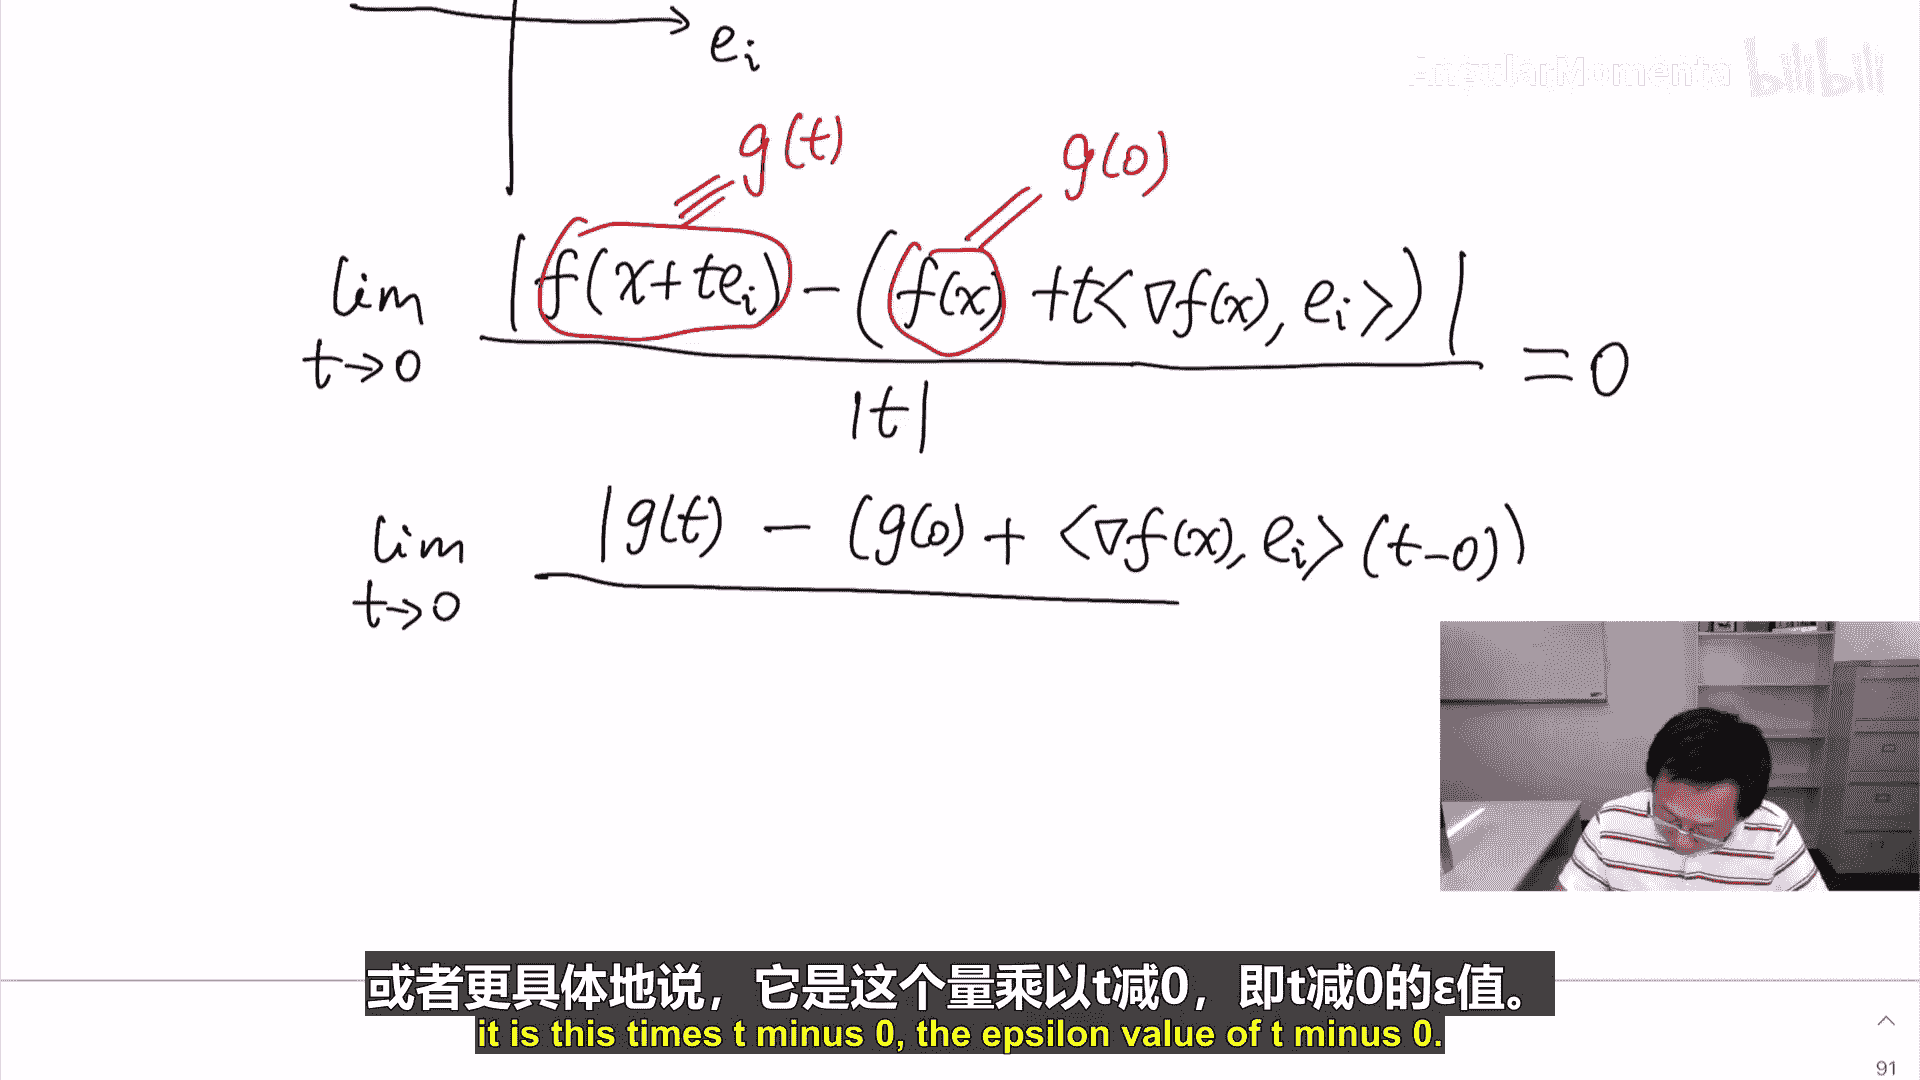 e_i
AngularMomenta bilibili
g(t) g(0)
lim t→0 |f(x+te_i) - (f(x) + t<∇f(x), e_i>)| / |t| = 0
lim t→0 |g(t) - (g(0) + <∇f(x), e_i>(t-0))
或者更具体地说，它是这个量乘以t减0，即t减0的ε值。
it is this times t minus 0, the epsilon value of t minus 0.
91